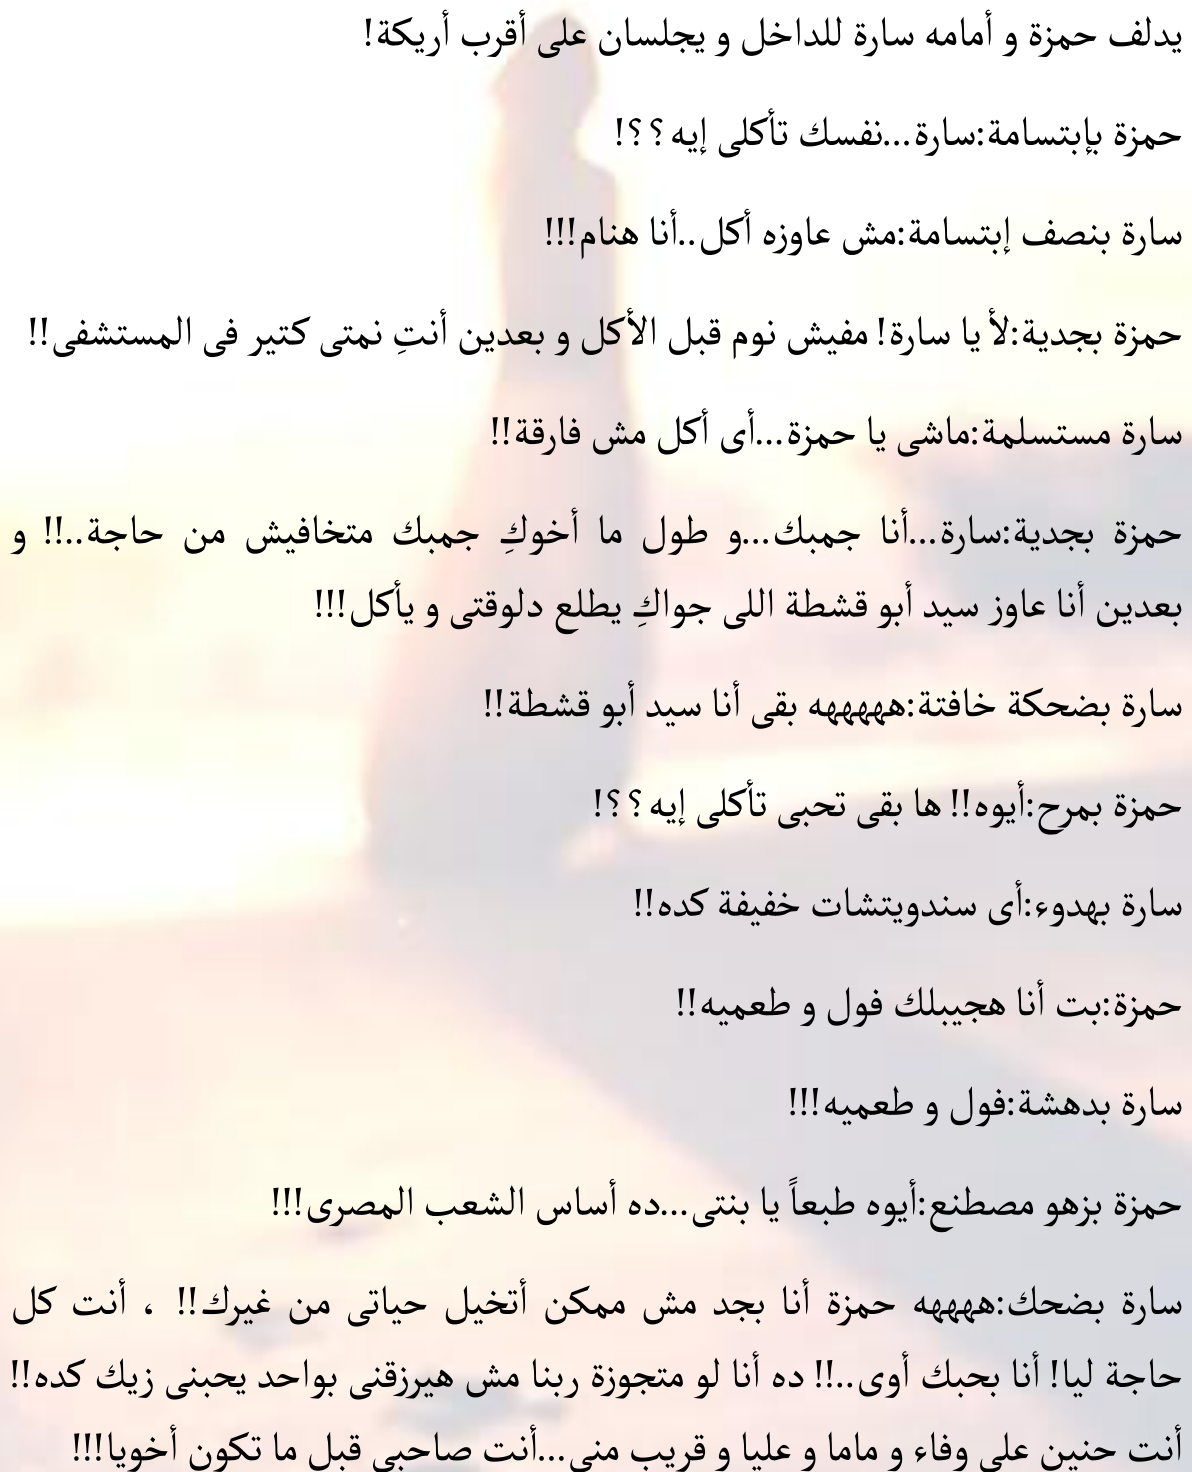 يدلف حمزة و أمامه سارة للداخل و يجلسان على أقرب أريكة!
حمزة بإبتسامة:سارة...نفسك تأكلى إيه؟؟!
سارة بنصف إبتسامة:مش عاوزه أكل..أنا هنام!!!
حمزة بجدية:لأ يا سارة! مفيش نوم قبل الأكل و بعدين أنتِ نمتى كتير فى المستشفى!!
سارة مستسلمة:ماشى يا حمزة...أى أكل مش فارقة!!
حمزة بجدية:سارة...أنا جمبك...و طول ما أخوكِ جمبك متخافيش من حاجة..!! و
بعدين أنا عاوز سيد أبو قشطة اللى جواكِ يطلع دلوقتى و يأكل!!!
سارة بضحكة خافتة:هههههه بقى أنا سيد أبو قشطة!!
حمزة بمرح:أيوه!! ها بقى تحبى تأكلى إيه؟؟!
سارة بهدوء:أى سندويتشات خفيفة كده!!
حمزة:بت أنا هجيبلك فول و طعميه!!
سارة بدهشة:فول و طعميه!!!
حمزة بزهو مصطنع:أيوه طبعاً يا بنتى...ده أساس الشعب المصرى!!!
سارة بضحك:ههههه حمزة أنا بجد مش ممكن أتخيل حياتى من غيرك!! ، أنت كل
حاجة ليا! أنا بحبك أوى..!! ده أنا لو متجوزة ربنا مش هيرزقنى بواحد يحبنى زيك كده!!
أنت حنين على وفاء و ماما و عليا و قريب منى...أنت صاحبى قبل ما تكون أخويا!!!